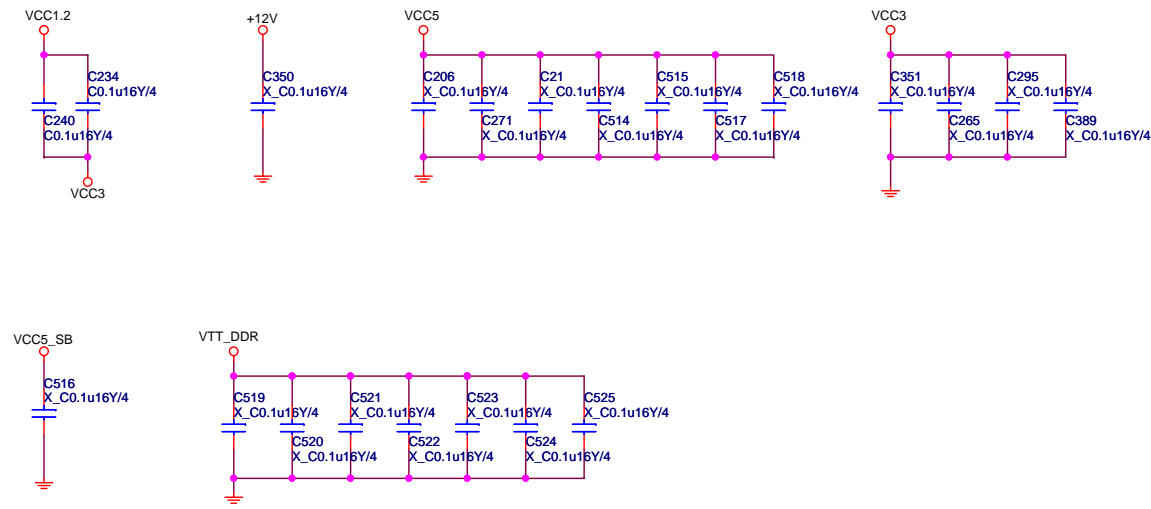 VCC1.2
C234
C0.1u16Y/4
C240
C0.1u16Y/4
VCC3
+12V
C350
X_C0.1u16Y/4
VCC5
C206
X_C0.1u16Y/4
C271
X_C0.1u16Y/4
C21
X_C0.1u16Y/4
C514
X_C0.1u16Y/4
C515
X_C0.1u16Y/4
C517
X_C0.1u16Y/4
C518
X_C0.1u16Y/4
VCC3
C351
X_C0.1u16Y/4
C265
X_C0.1u16Y/4
C295
X_C0.1u16Y/4
C389
X_C0.1u16Y/4
VCC5_SB
C516
X_C0.1u16Y/4
VTT_DDR
C519
X_C0.1u16Y/4
C520
X_C0.1u16Y/4
C521
X_C0.1u16Y/4
C522
X_C0.1u16Y/4
C523
X_C0.1u16Y/4
C524
X_C0.1u16Y/4
C525
X_C0.1u16Y/4